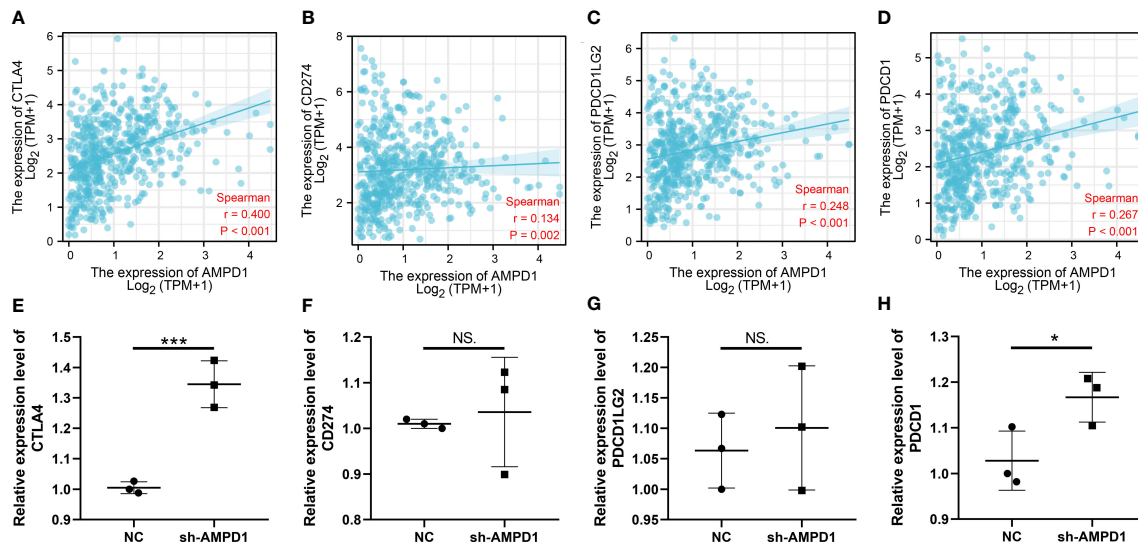 A
The expression of CTLA4
Log2 (TPM+1)
6
5
4
3
2
1
0
0
1
2
3
4
Spearman
r = 0.400
P < 0.001
The expression of AMPD1
Log2 (TPM+1)
B
The expression of CD274
Log2 (TPM+1)
8
6
4
2
0
1
2
3
4
Spearman
r = 0.134
P = 0.002
The expression of AMPD1
Log2 (TPM+1)
C
The expression of PDCD1LG2
Log2 (TPM+1)
6
5
4
3
2
1
0
0
1
2
3
4
Spearman
r = 0.248
P < 0.001
The expression of AMPD1
Log2 (TPM+1)
D
The expression of PDCD1
Log2 (TPM+1)
5
4
3
2
1
0
0
1
2
3
4
Spearman
r = 0.267
P < 0.001
The expression of AMPD1
Log2 (TPM+1)
E
Relative expression level of
CTLA4
1.5
1.4
1.3
1.2
1.1
1.0
0.9
***
NC
sh-AMPD1
F
Relative expression level of
CD274
1.2
1.1
1.0
0.9
0.8
NS.
NC
sh-AMPD1
G
Relative expression level of
PDCD1LG2
1.25
1.20
1.15
1.10
1.05
1.00
0.95
NS.
NC
sh-AMPD1
H
Relative expression level of
PDCD1
1.3
1.2
1.1
1.0
0.9
*
NC
sh-AMPD1